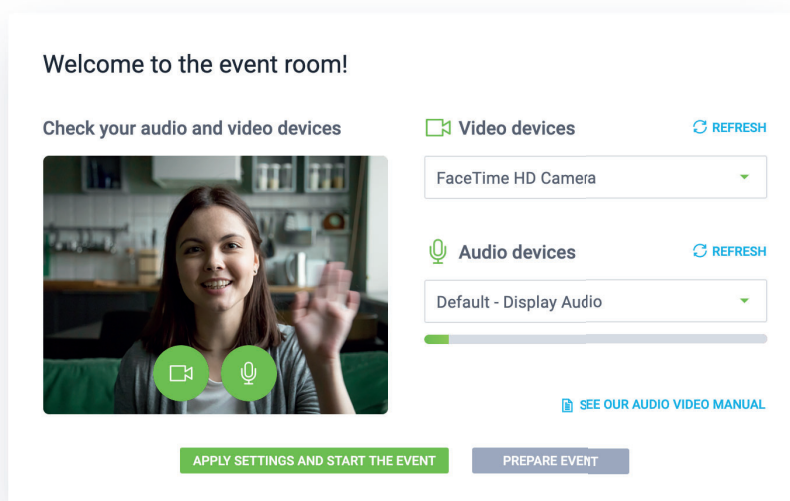 Welcome to the event room!
Check your audio and video devices
Video devices
REFRESH
FaceTime HD Camera
Audio devices
REFRESH
Default - Display Audio
SEE OUR AUDIO VIDEO MANUAL
APPLY SETTINGS AND START THE EVENT
PREPARE EVENT